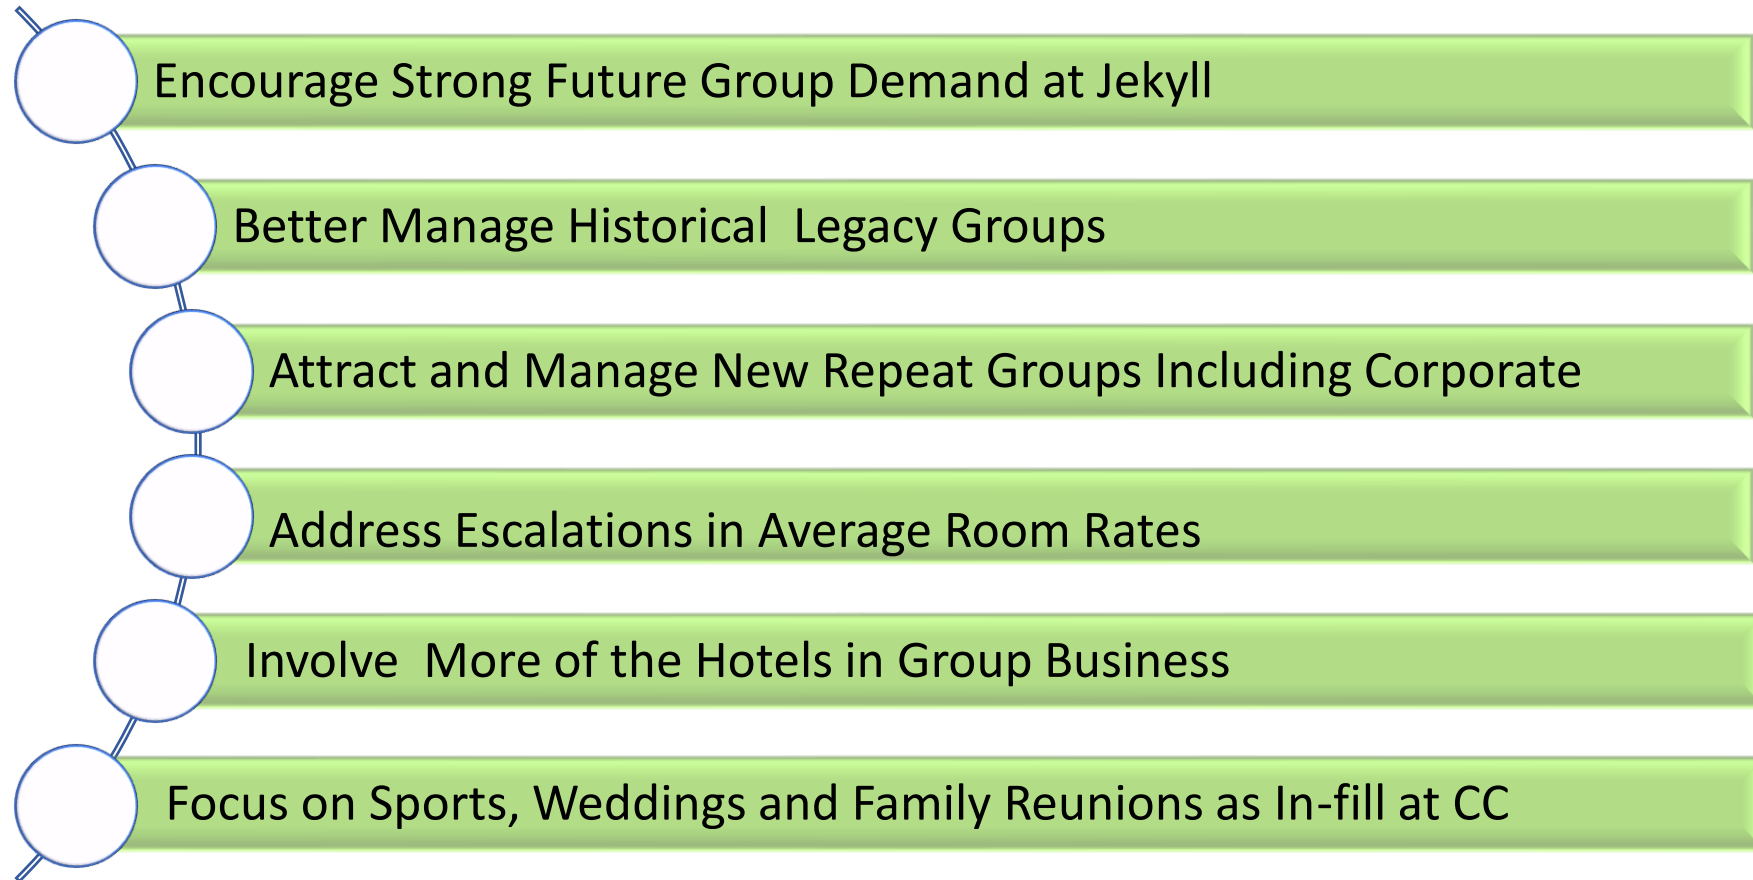 Encourage Strong Future Group Demand at Jekyll
Better Manage Historical  Legacy Groups
Attract and Manage New Repeat Groups Including Corporate
Address Escalations in Average Room Rates
Involve  More of the Hotels in Group Business
Focus on Sports, Weddings and Family Reunions as In-fill at CC